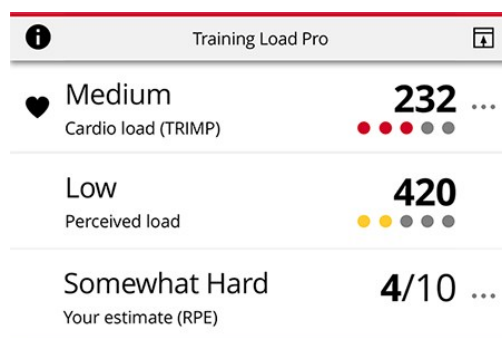 Training Load Pro
Medium
232
Cardio load (TRIMP)
Low
420
Perceived load
Somewhat Hard
4/10
Your estimate (RPE)